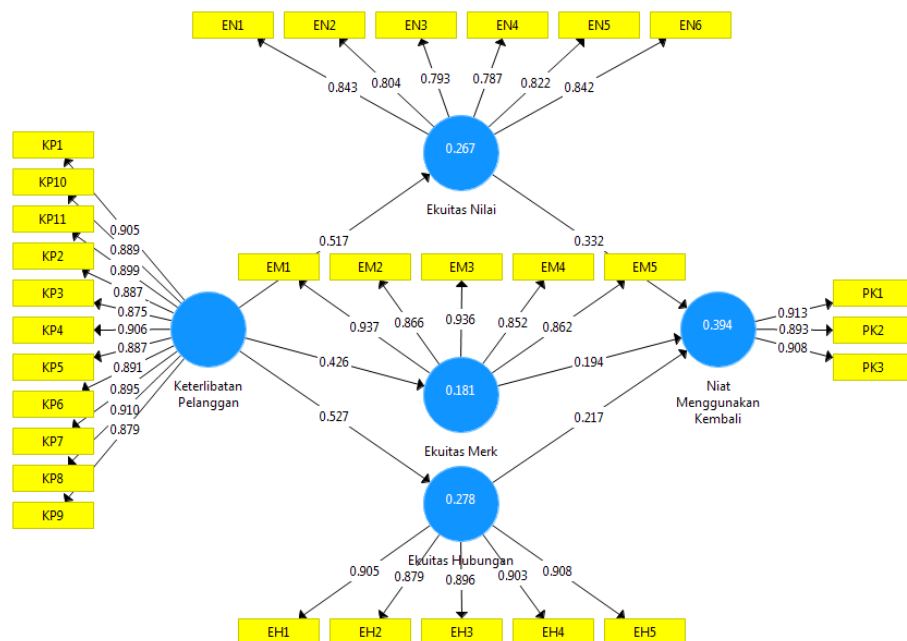 EN1 EN2 EN3 EN4 EN5 EN6
0.843 0.804 0.793 0.787 0.822 0.842
0.267
Ekuitas Nilai
KP1
KP10
KP11
KP2
KP3
KP4
KP5
KP6
KP7
KP8
KP9
0.905
0.889
0.899
0.887
0.875
0.906
0.887
0.891
0.895
0.910
0.879
Keterlibatan
Pelanggan
0.517
0.426
0.527
EM1 EM2 EM3 EM4 EM5
0.937 0.866 0.936 0.852 0.862
0.181
Ekuitas Merk
0.332
0.194
0.217
0.394
Niat
Menggunakan
Kembali
0.913
0.893
0.908
PK1
PK2
PK3
0.278
Ekuitas Hubungan
0.905 0.879 0.896 0.903 0.908
EH1 EH2 EH3 EH4 EH5